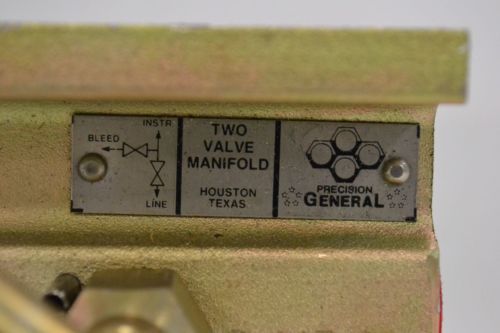 INSTR.
BLEED
LINE
TWO
VALVE
MANIFOLD
HOUSTON
TEXAS
PRECISION
GENERAL